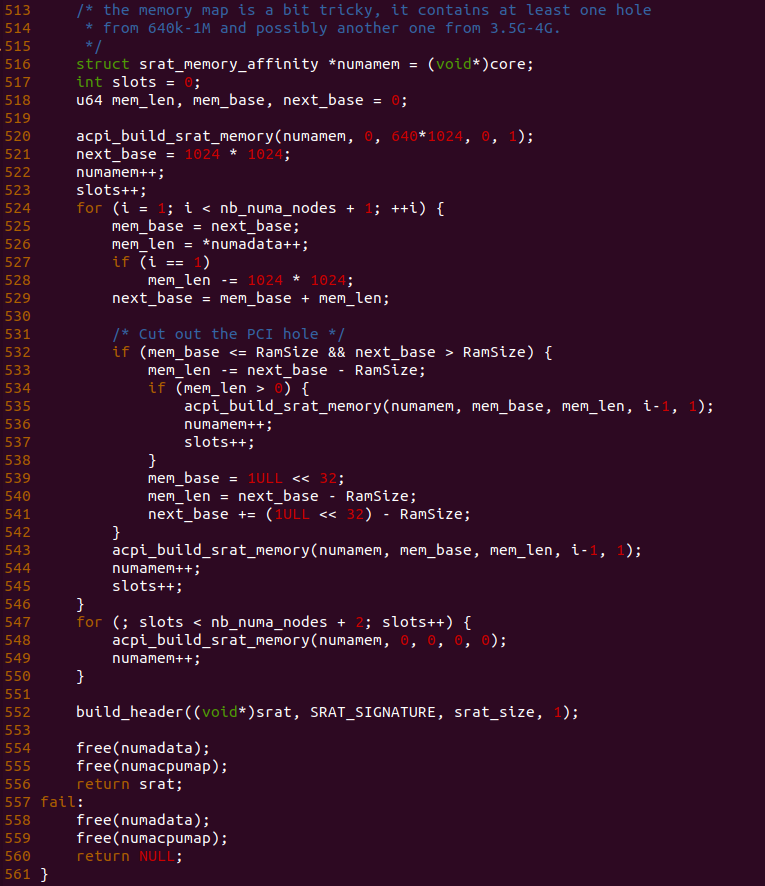 513     /* the memory map is a bit tricky, it contains at least one hole
514      * from 640k-1M and possibly another one from 3.5G-4G.
515      */
516     struct srat_memory_affinity *numamem = (void*)core;
517     int slots = 0;
518     u64 mem_len, mem_base, next_base = 0;
519
520     acpi_build_srat_memory(numamem, 0, 640*1024, 0, 1);
521     next_base = 1024 * 1024;
522     numamem++;
523     slots++;
524     for (i = 1; i < nb_numa_nodes + 1; ++i) {
525         mem_base = next_base;
526         mem_len = *numadata++;
527         if (i == 1)
528             mem_len -= 1024 * 1024;
529         next_base = mem_base + mem_len;
530
531         /* Cut out the PCI hole */
532         if (mem_base <= RamSize && next_base > RamSize) {
533             mem_len -= next_base - RamSize;
534             if (mem_len > 0) {
535                 acpi_build_srat_memory(numamem, mem_base, mem_len, i-1, 1);
536                 numamem++;
537                 slots++;
538             }
539             mem_base = 1ULL << 32;
540             mem_len = next_base - RamSize;
541             next_base += (1ULL << 32) - RamSize;
542         }
543         acpi_build_srat_memory(numamem, mem_base, mem_len, i-1, 1);
544         numamem++;
545         slots++;
546     }
547     for (; slots < nb_numa_nodes + 2; slots++) {
548         acpi_build_srat_memory(numamem, 0, 0, 0, 0);
549         numamem++;
550     }
551
552     build_header((void*)srat, SRAT_SIGNATURE, srat_size, 1);
553
554     free(numadata);
555     free(numacpumap);
556     return srat;
557 fail:
558     free(numadata);
559     free(numacpumap);
560     return NULL;
561 }